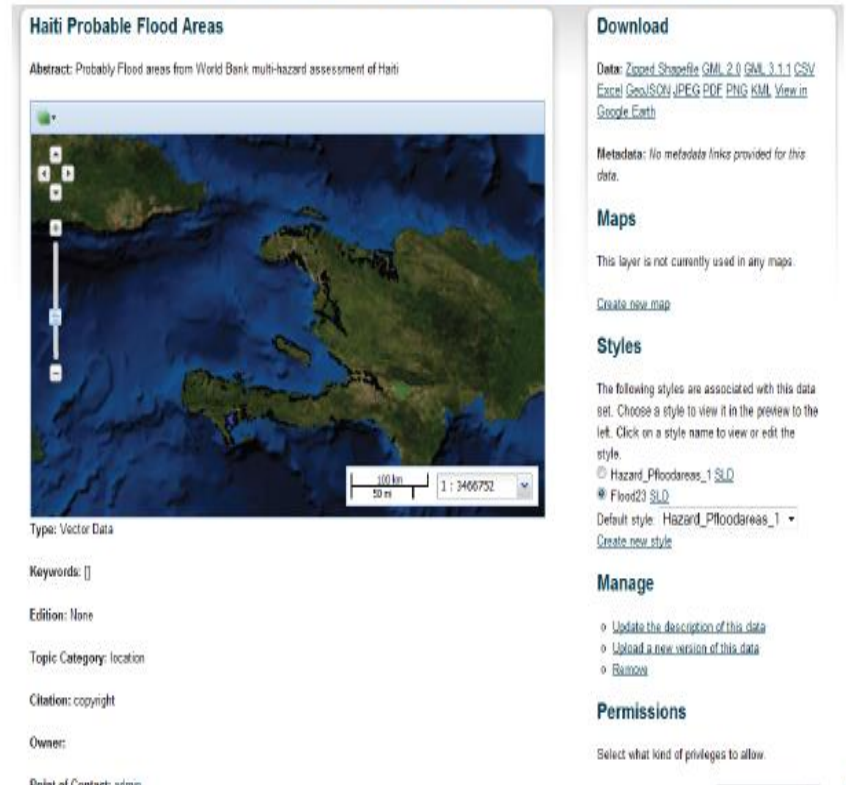 Haiti Probable Flood Areas
Abstract: Probably Flood areas from World Bank multi-hazard assessment of Haiti
100 km
50 mi
1 : 3466752
Type: Vector Data
Keywords: []
Edition: None
Topic Category: location
Citation: copyright
Owner:
Point of Contact: admin
Download
Data: Zipped Shapefile GML 2.0 GML 3.1.1 CSV
Excel GeoJSON JPEG PDF PNG KML View in
Google Earth
Metadata: No metadata links provided for this
data.
Maps
This layer is not currently used in any maps.
Create new map
Styles
The following styles are associated with this data
set. Choose a style to view it in the preview to the
left. Click on a style name to view or edit the
style.
Hazard_Pfloodareas_1 SLD
Flood23 SLD
Default style: Hazard_Pfloodareas_1
Create new style
Manage
Update the description of this data
Upload a new version of this data
Remove
Permissions
Select what kind of privileges to allow.